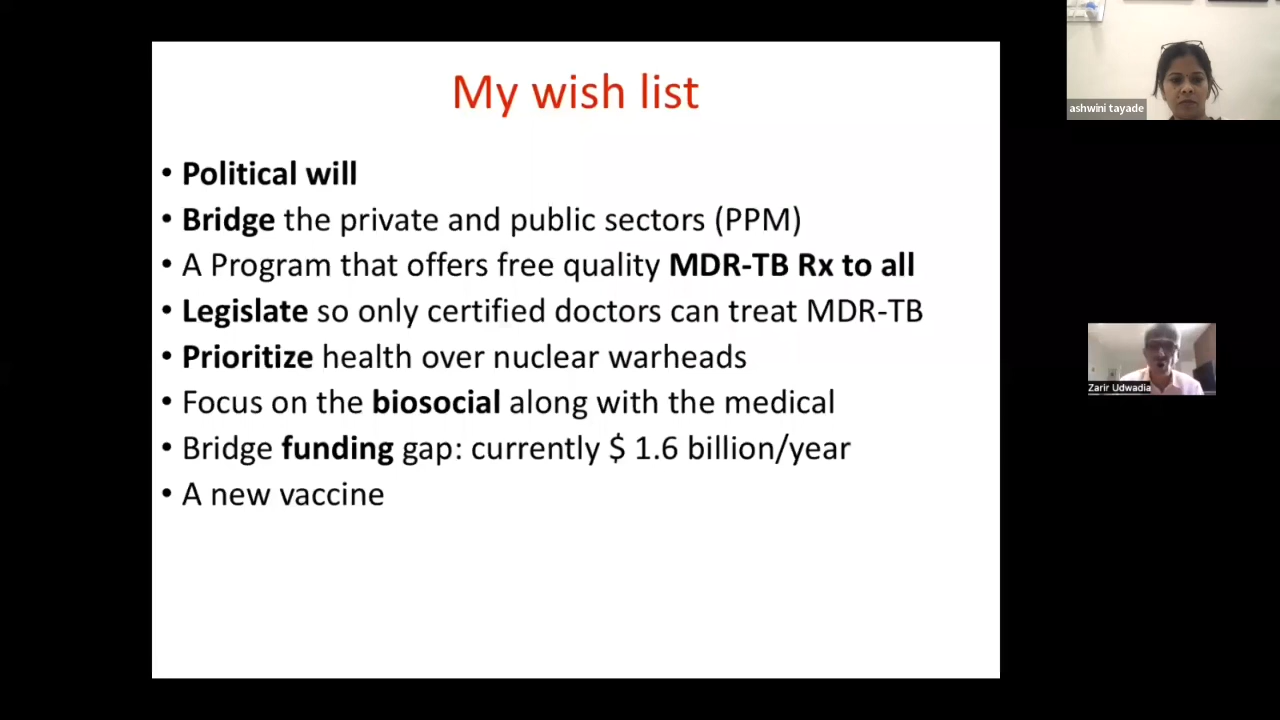 My wish list
• Political will
• Bridge the private and public sectors (PPM)
• A Program that offers free quality MDR-TB Rx to all
• Legislate so only certified doctors can treat MDR-TB
• Prioritize health over nuclear warheads
• Focus on the biosocial along with the medical
• Bridge funding gap: currently $ 1.6 billion/year
• A new vaccine
ashwini tayade
Zarir Udwadia